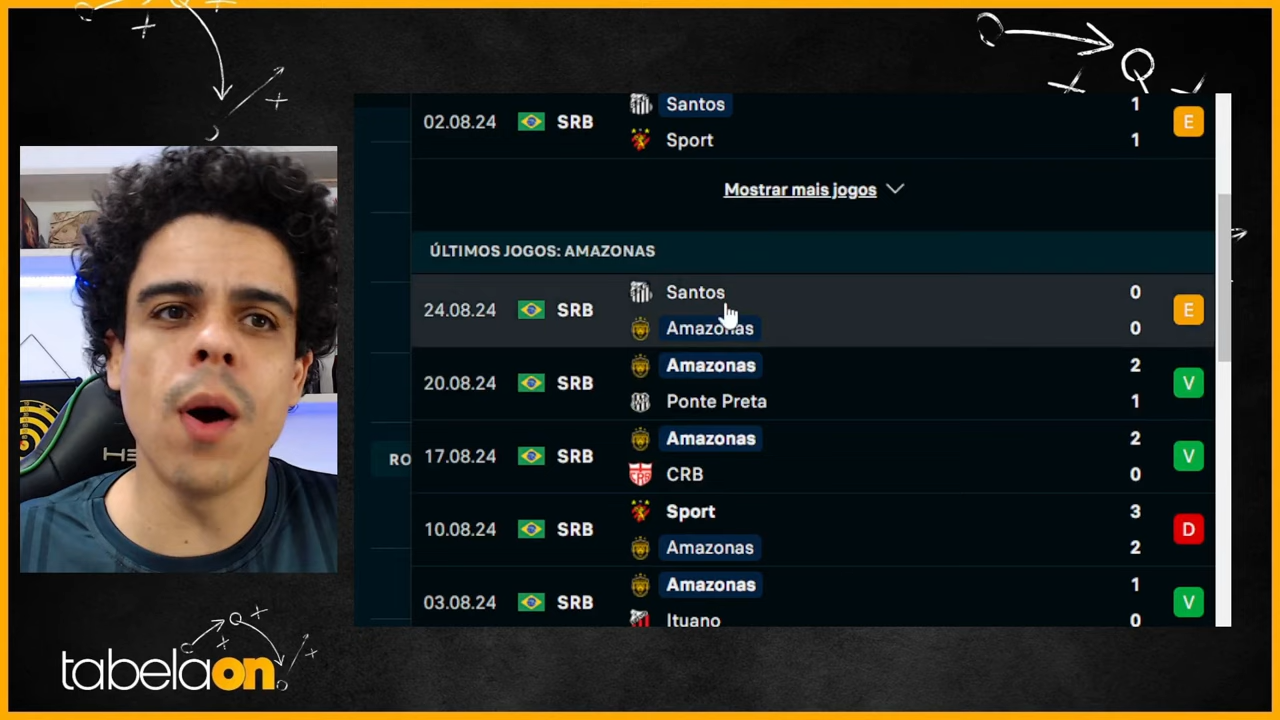 02.08.24 SRB Santos 1 E
Sport 1
Mostrar mais jogos
ÚLTIMOS JOGOS: AMAZONAS
24.08.24 SRB Santos 0 E
Amazonas 0
20.08.24 SRB Amazonas 2 V
Ponte Preta 1
RO
17.08.24 SRB Amazonas 2 V
CRB 0
10.08.24 SRB Sport 3 D
Amazonas 2
03.08.24 SRB Amazonas 1 V
Ituano 0
HE
tabelaon